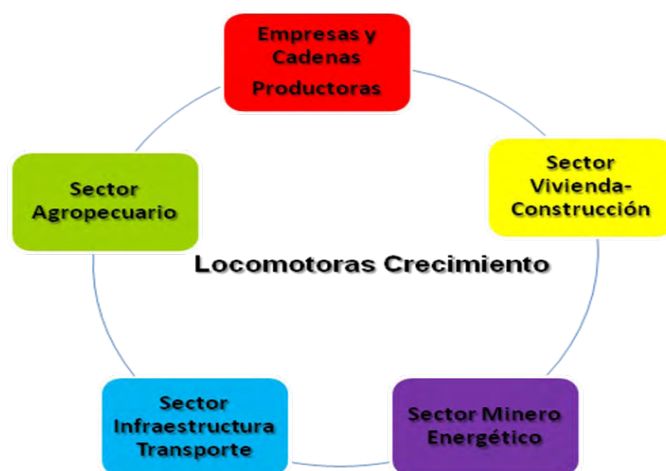 Empresas y
Cadenas
Productoras
Sector
Vivienda-
Construcción
Sector
Agropecuario
Locomotoras Crecimiento
Sector
Infraestructura
Transporte
Sector Minero
Energético